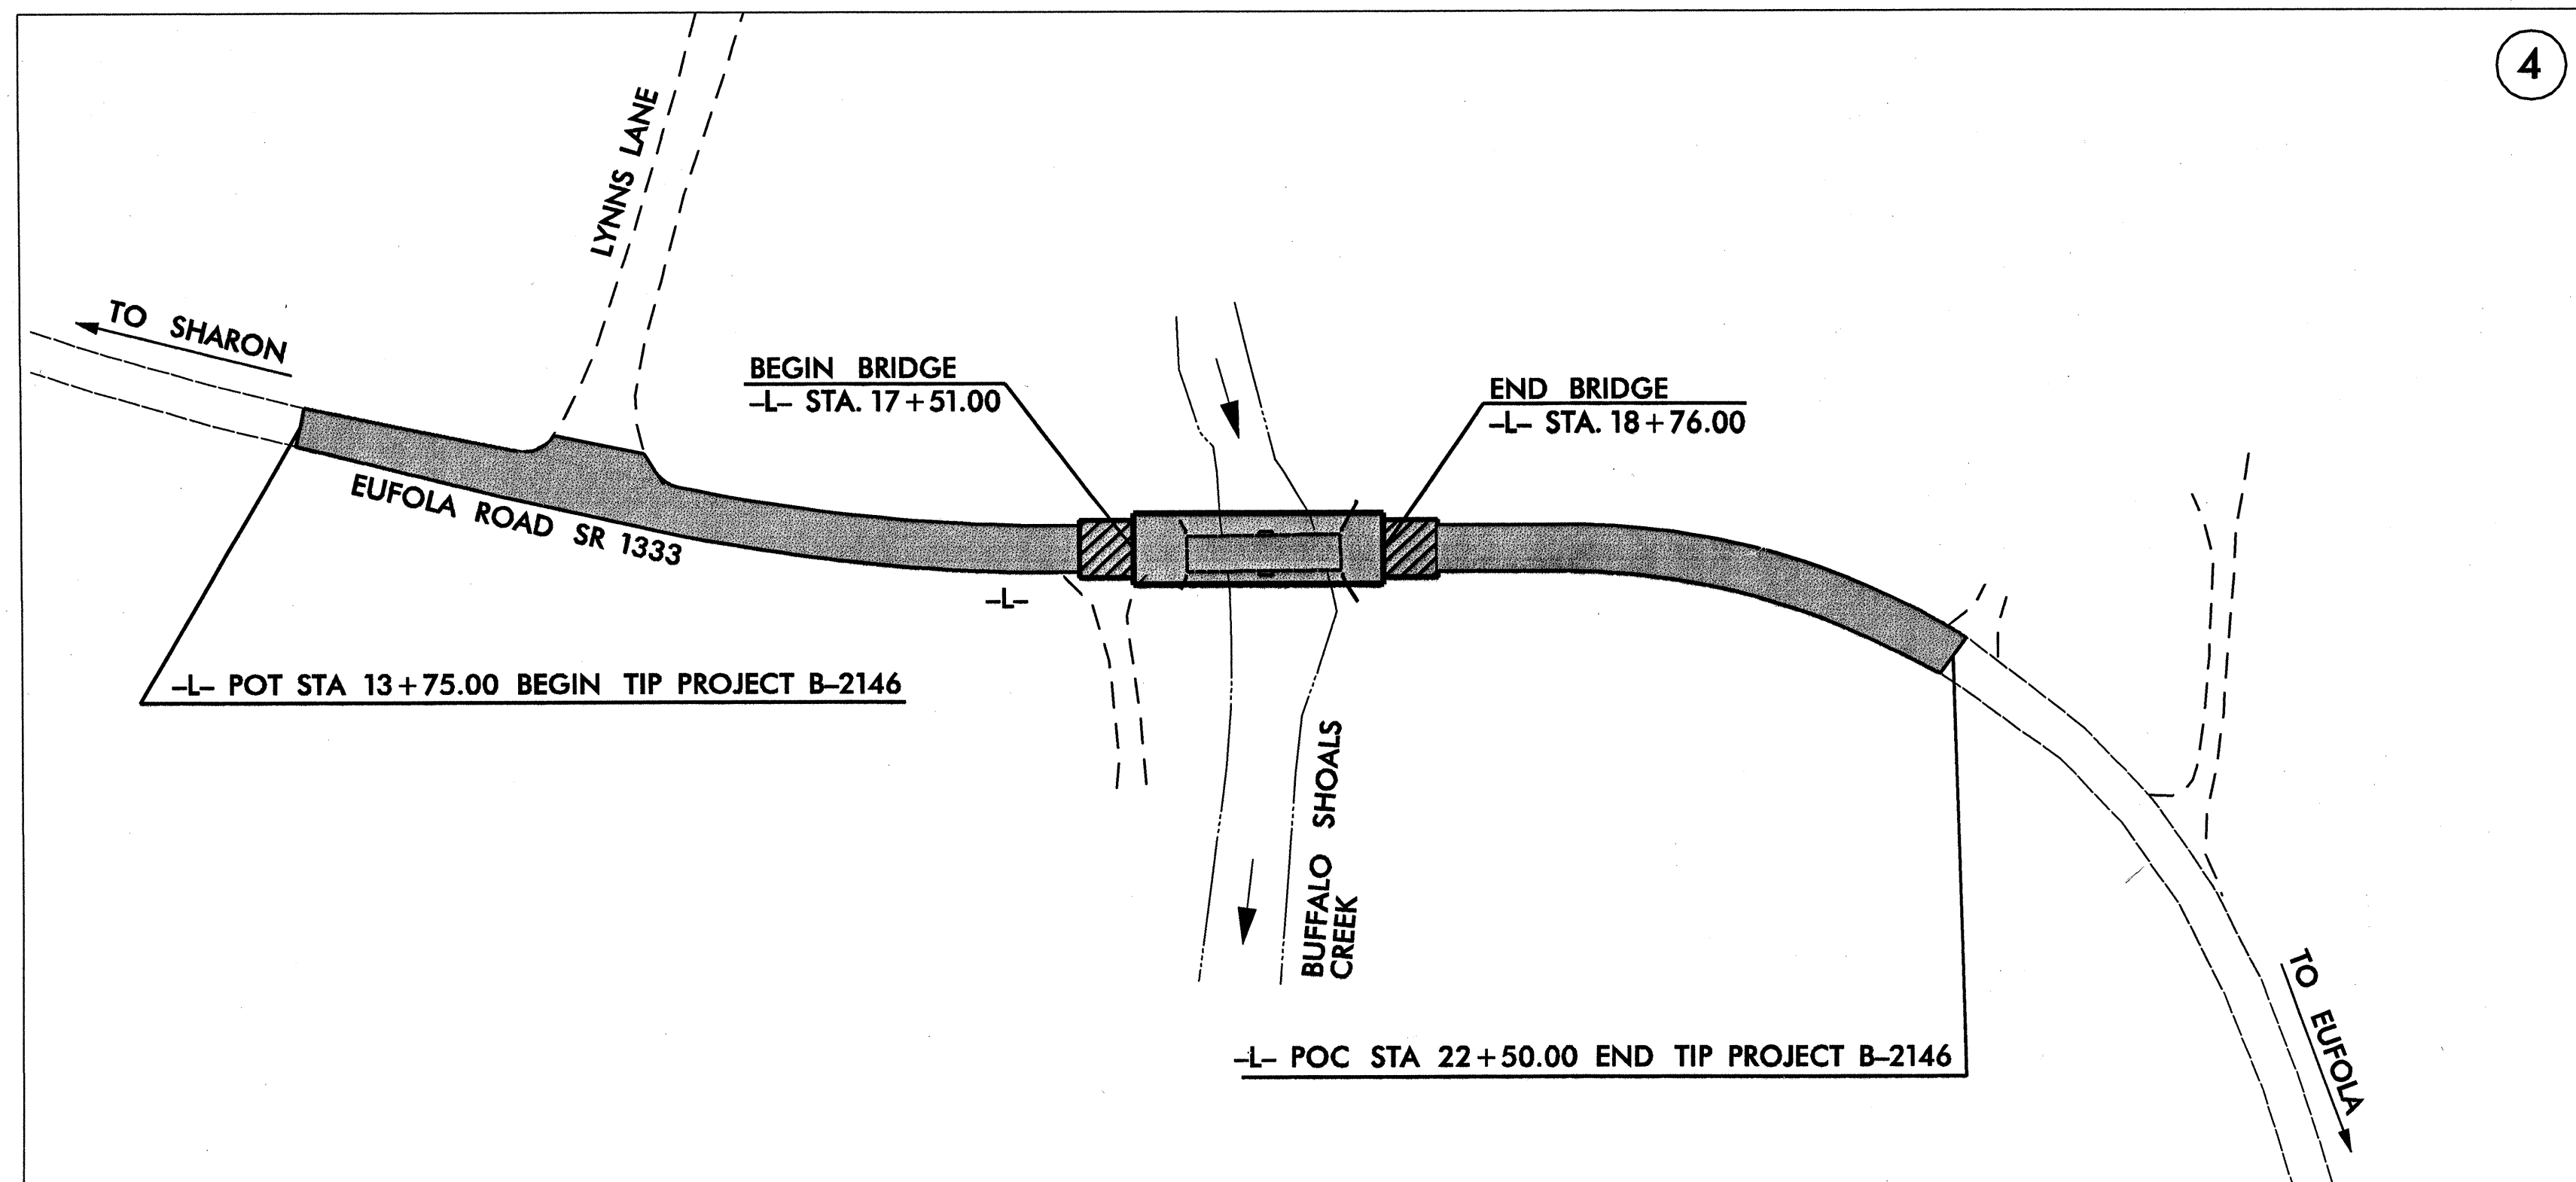 4
LYNNS LANE
TO SHARON
BEGIN BRIDGE
-L- STA. 17+51.00
END BRIDGE
-L- STA. 18+76.00
EUFOLA ROAD SR 1333
-L-
-L- POT STA 13+75.00 BEGIN TIP PROJECT B-2146
BUFFALO SHOALS
CREEK
-L- POC STA 22+50.00 END TIP PROJECT B-2146
TO EUFOLA